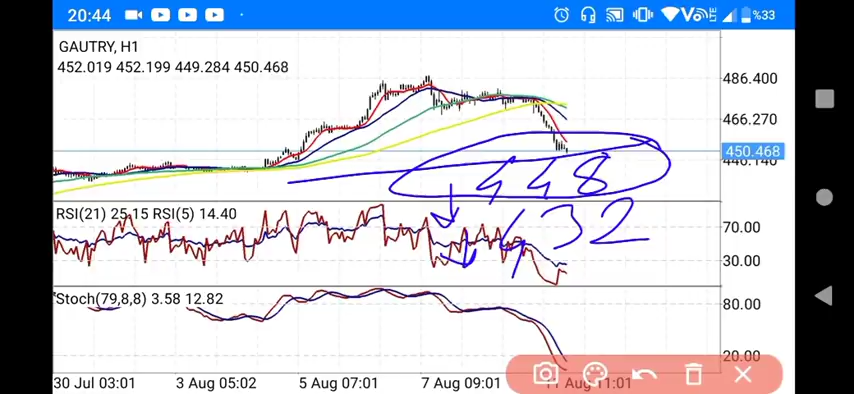 20:44 %33
GAUTRY, H1
452.019 452.199 449.284 450.468
486.400
466.270
450.468
446.140
448
432
RSI(21) 25.15 RSI(5) 14.40
70.00
30.00
Stoch(79,8,8) 3.58 12.82
80.00
20.00
30 Jul 03:01 3 Aug 05:02 5 Aug 07:01 7 Aug 09:01 11 Aug 11:01